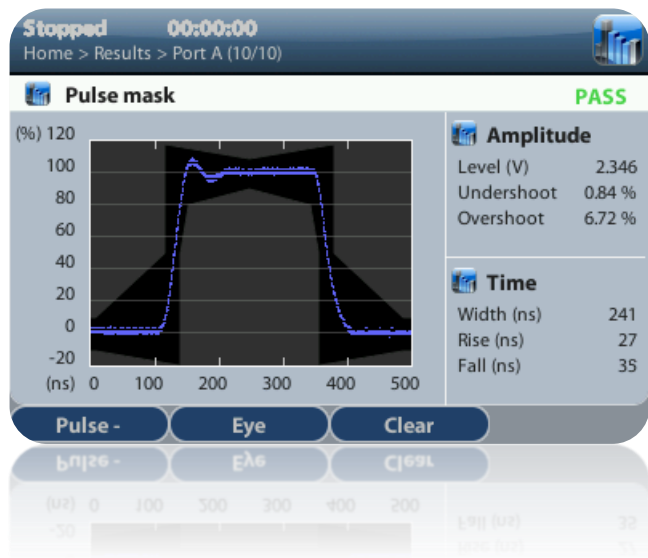 Stopped 00:00:00
Home > Results > Port A (10/10)
Pulse mask PASS
(%) 120
100
80
60
40
20
0
-20
(ns) 0 100 200 300 400 500
Amplitude
Level (V) 2.346
Undershoot 0.84 %
Overshoot 6.72 %
Time
Width (ns) 241
Rise (ns) 27
Fall (ns) 35
Pulse - Eye Clear